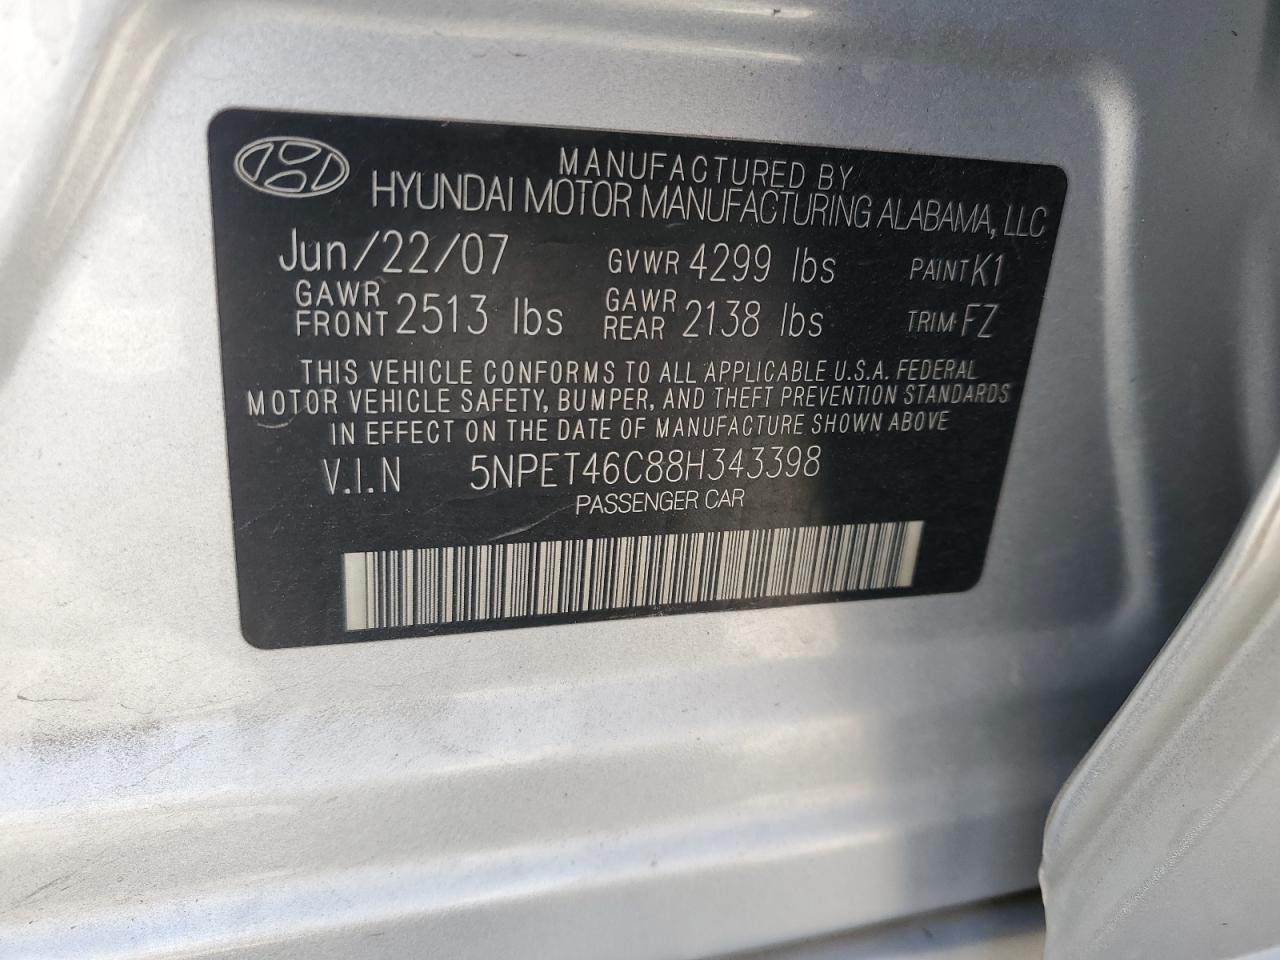 MANUFACTURED BY
HYUNDAI MOTOR MANUFACTURING ALABAMA, LLC
Jun/22/07 GVWR 4299 lbs PAINT K1
GAWR FRONT 2513 lbs GAWR REAR 2138 lbs TRIM FZ
THIS VEHICLE CONFORMS TO ALL APPLICABLE U.S.A. FEDERAL
MOTOR VEHICLE SAFETY, BUMPER, AND THEFT PREVENTION STANDARDS
IN EFFECT ON THE DATE OF MANUFACTURE SHOWN ABOVE
V.I.N 5NPET46C88H343398
PASSENGER CAR